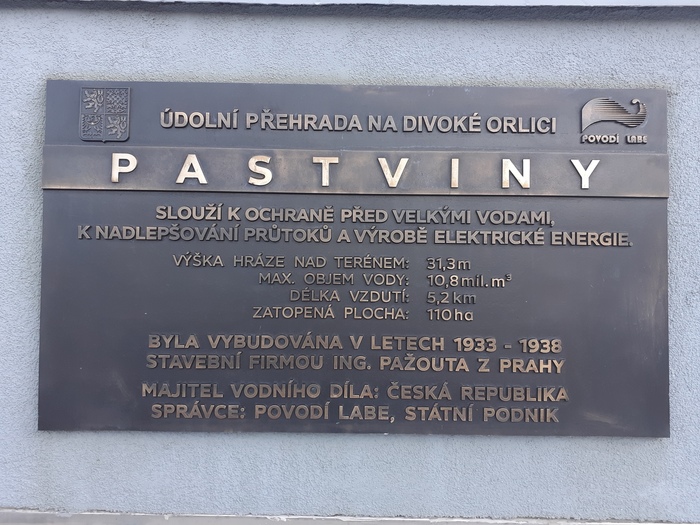 ÚDOLNÍ PŘEHRADA NA DIVOKÉ ORLICI
POVODÍ LABE
PASTVINY
SLOUŽÍ K OCHRANĚ PŘED VELKÝMI VODAMI,
K NADLEPŠOVÁNÍ PRŮTOKŮ A VÝROBĚ ELEKTRICKÉ ENERGIE.
VÝŠKA HRÁZE NAD TERÉNEM: 31,3m
MAX. OBJEM VODY: 10,8mil.m³
DÉLKA VZDUTÍ: 5,2km
ZATOPENÁ PLOCHA: 110ha
BYLA VYBUDOVÁNA V LETECH 1933 - 1938
STAVEBNÍ FIRMOU ING. PAŽOUTA Z PRAHY
MAJITEL VODNÍHO DÍLA: ČESKÁ REPUBLIKA
SPRÁVCE: POVODÍ LABE, STÁTNÍ PODNIK